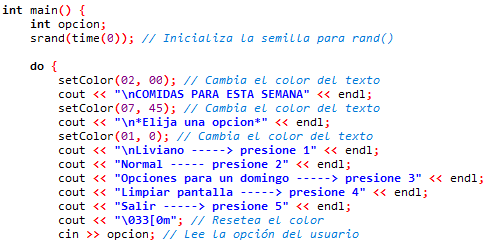 int main() {
    int opcion;
    srand(time(0)); // Inicializa la semilla para rand()

    do {
        setColor(02, 00); // Cambia el color del texto
        cout << "\nCOMIDAS PARA ESTA SEMANA" << endl;
        setColor(07, 45); // Cambia el color del texto
        cout << "\n*Elija una opcion*" << endl;
        setColor(01, 0); // Cambia el color del texto
        cout << "\nLiviano -----> presione 1" << endl;
        cout << "Normal ----- presione 2" << endl;
        cout << "Opciones para un domingo -----> presione 3" << endl;
        cout << "Limpiar pantalla -----> presione 4" << endl;
        cout << "Salir -----> presione 5" << endl;
        cout << "\033[0m"; // Resetea el color
        cin >> opcion; // Lee la opción del usuario